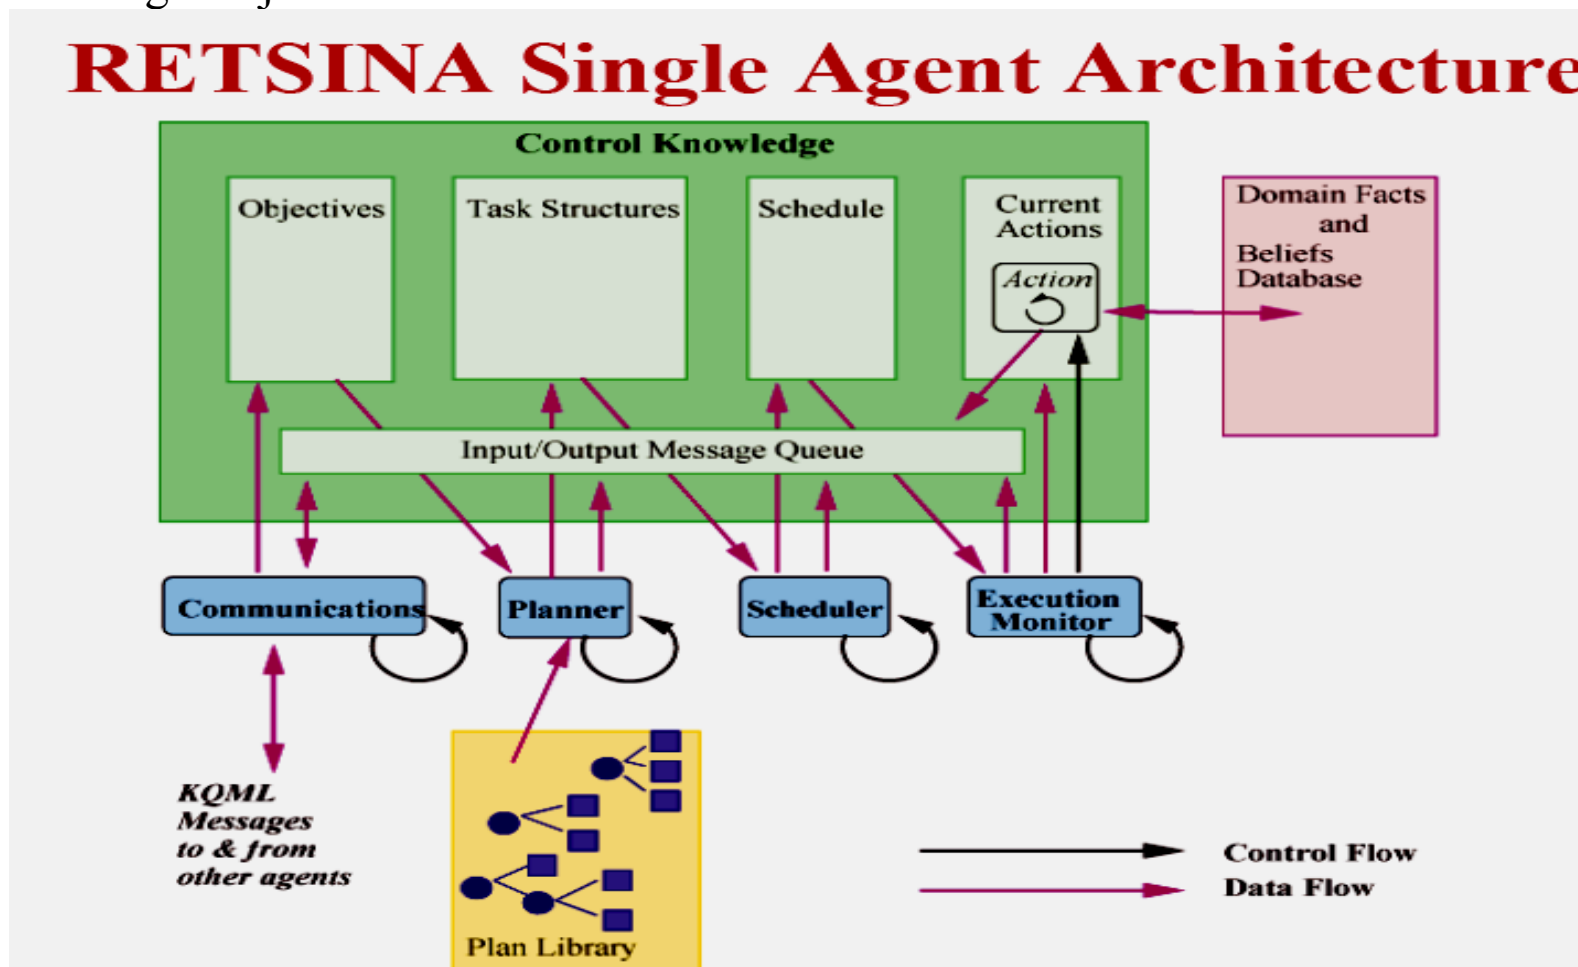 RETSINA Single Agent Architecture
Control Knowledge
Objectives
Task Structures
Schedule
Current
Actions
Action
Domain Facts
and
Beliefs
Database
Input/Output Message Queue
Communications
Planner
Scheduler
Execution
Monitor
KQML
Messages
to & from
other agents
Plan Library
Control Flow
Data Flow